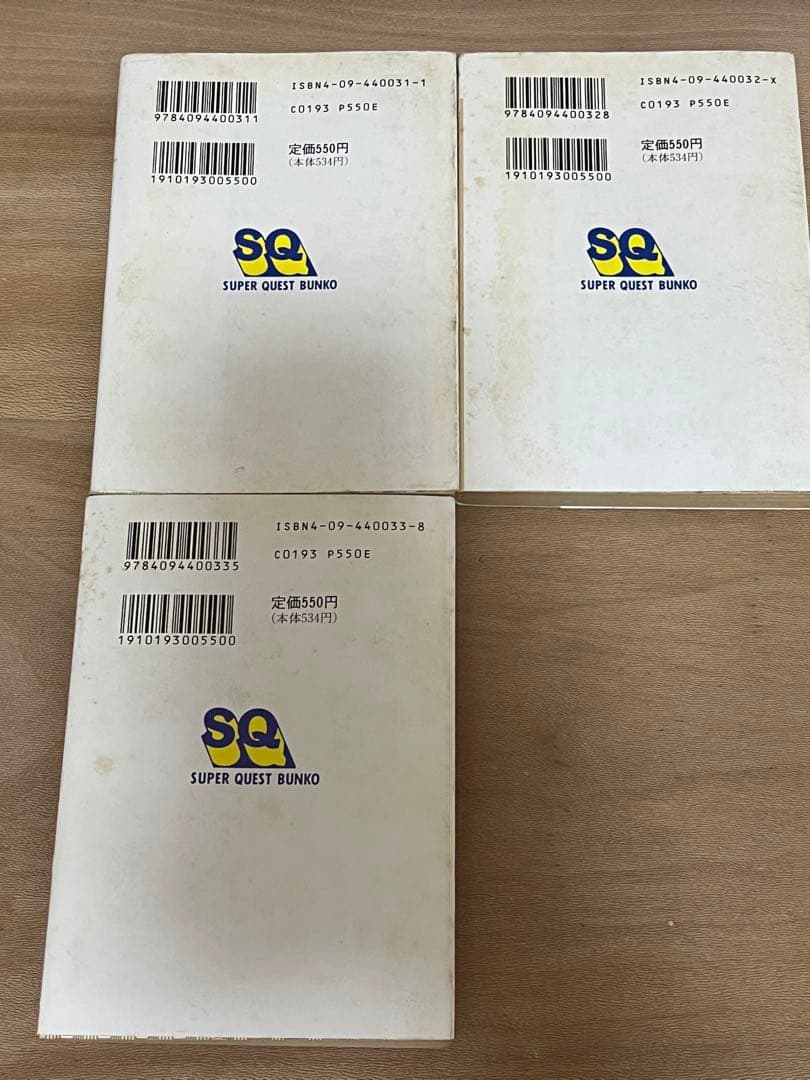 ISBN4-09-440031-1
9784094400311
C0193 P550E
定価550円
(本体534円)
1910193005500
SQ
SUPER QUEST BUNKO
ISBN4-09-440032-X
9784094400328
C0193 P550E
定価550円
(本体534円)
1910193005500
SQ
SUPER QUEST BUNKO
ISBN4-09-440033-8
9784094400335
C0193 P550E
定価550円
(本体534円)
1910193005500
SQ
SUPER QUEST BUNKO